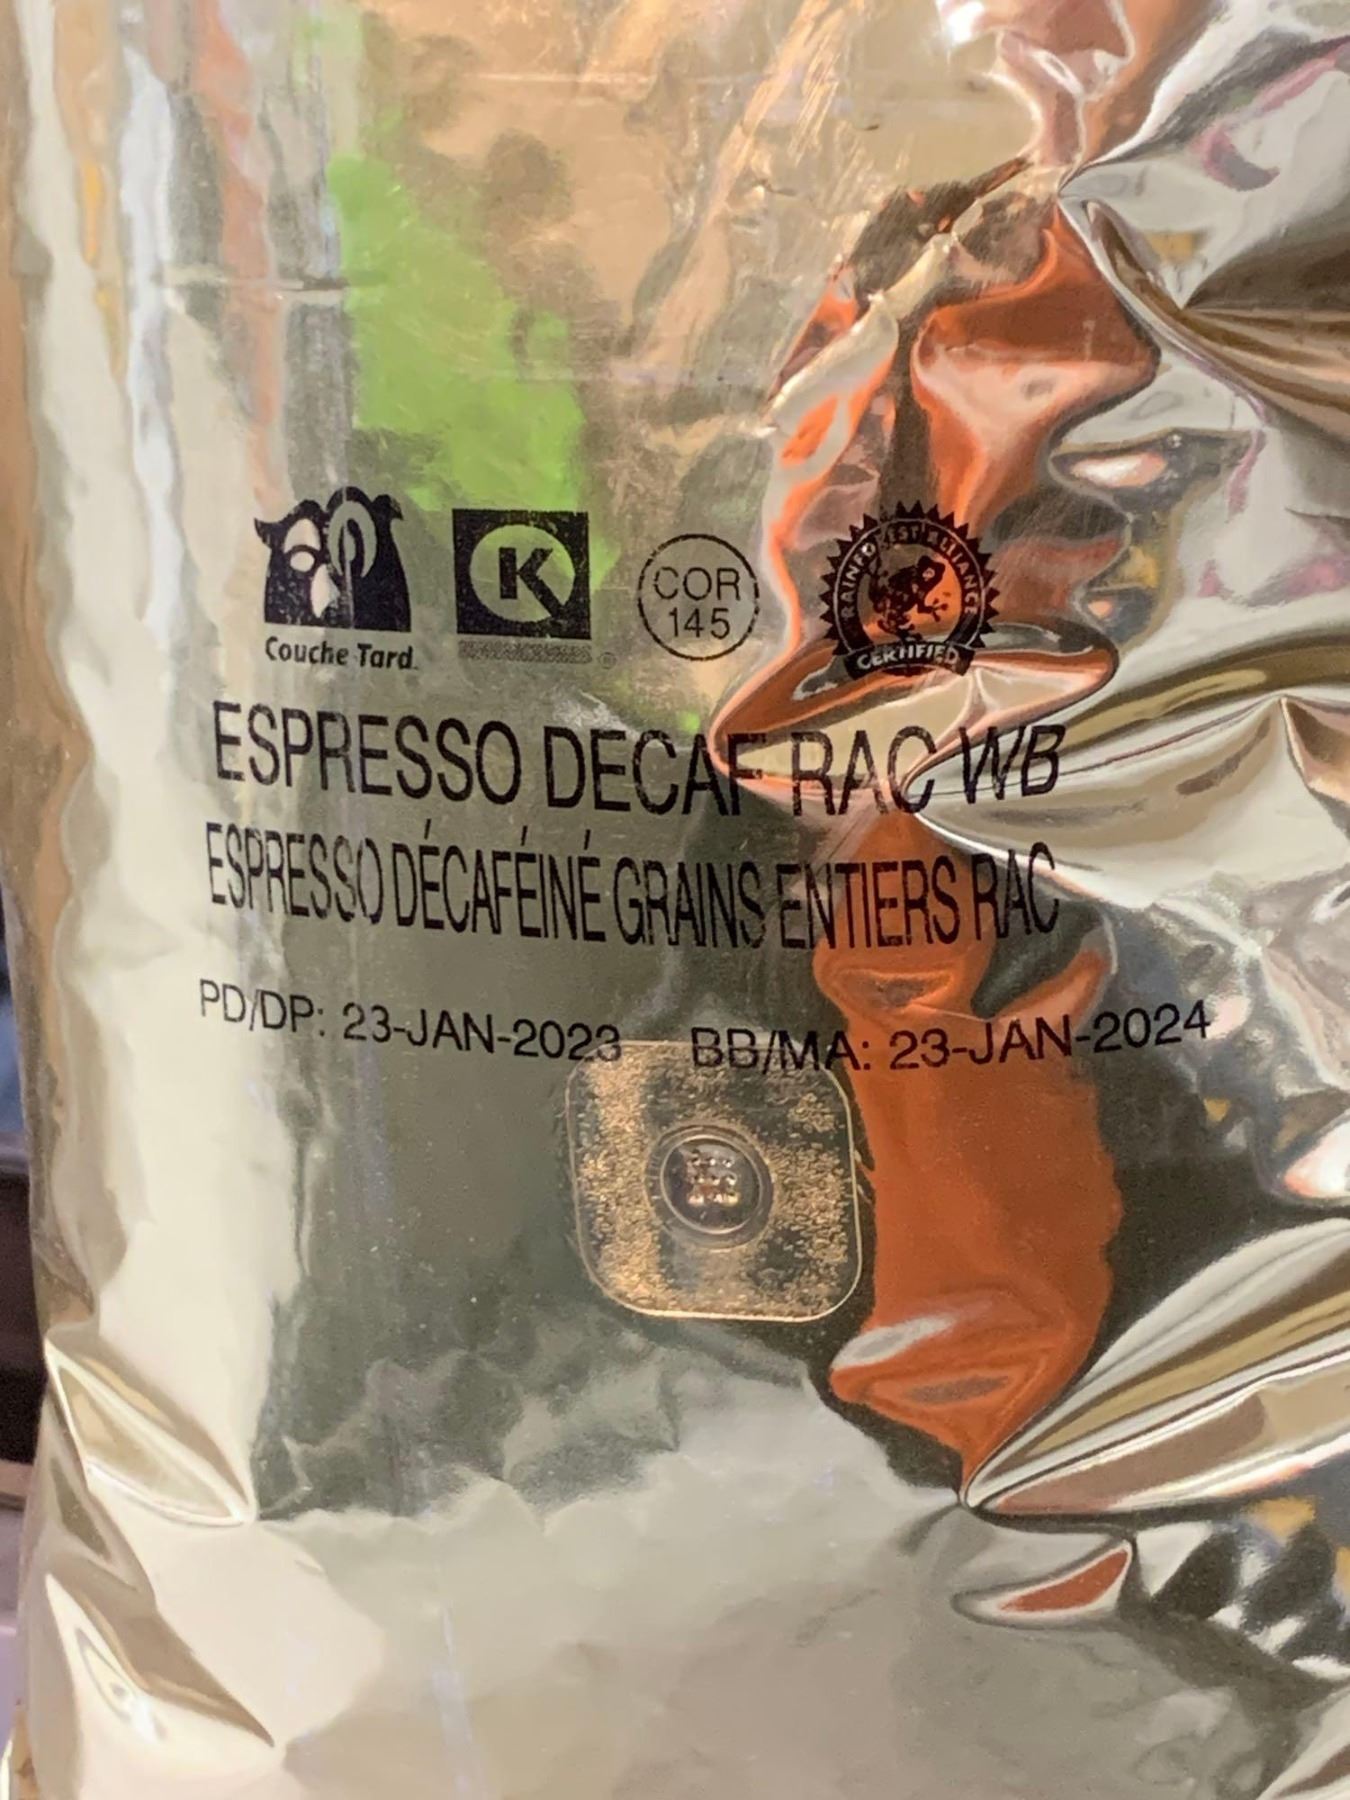 Couche-Tard.
K
®
COR
145
RAINFOREST ALLIANCE
CERTIFIED
ESPRESSO DECAF RAC WB
ESPRESSO DÉCAFÉINÉ GRAINS ENTIERS RAC
PD/DP: 23-JAN-2023 BB/MA: 23-JAN-2024